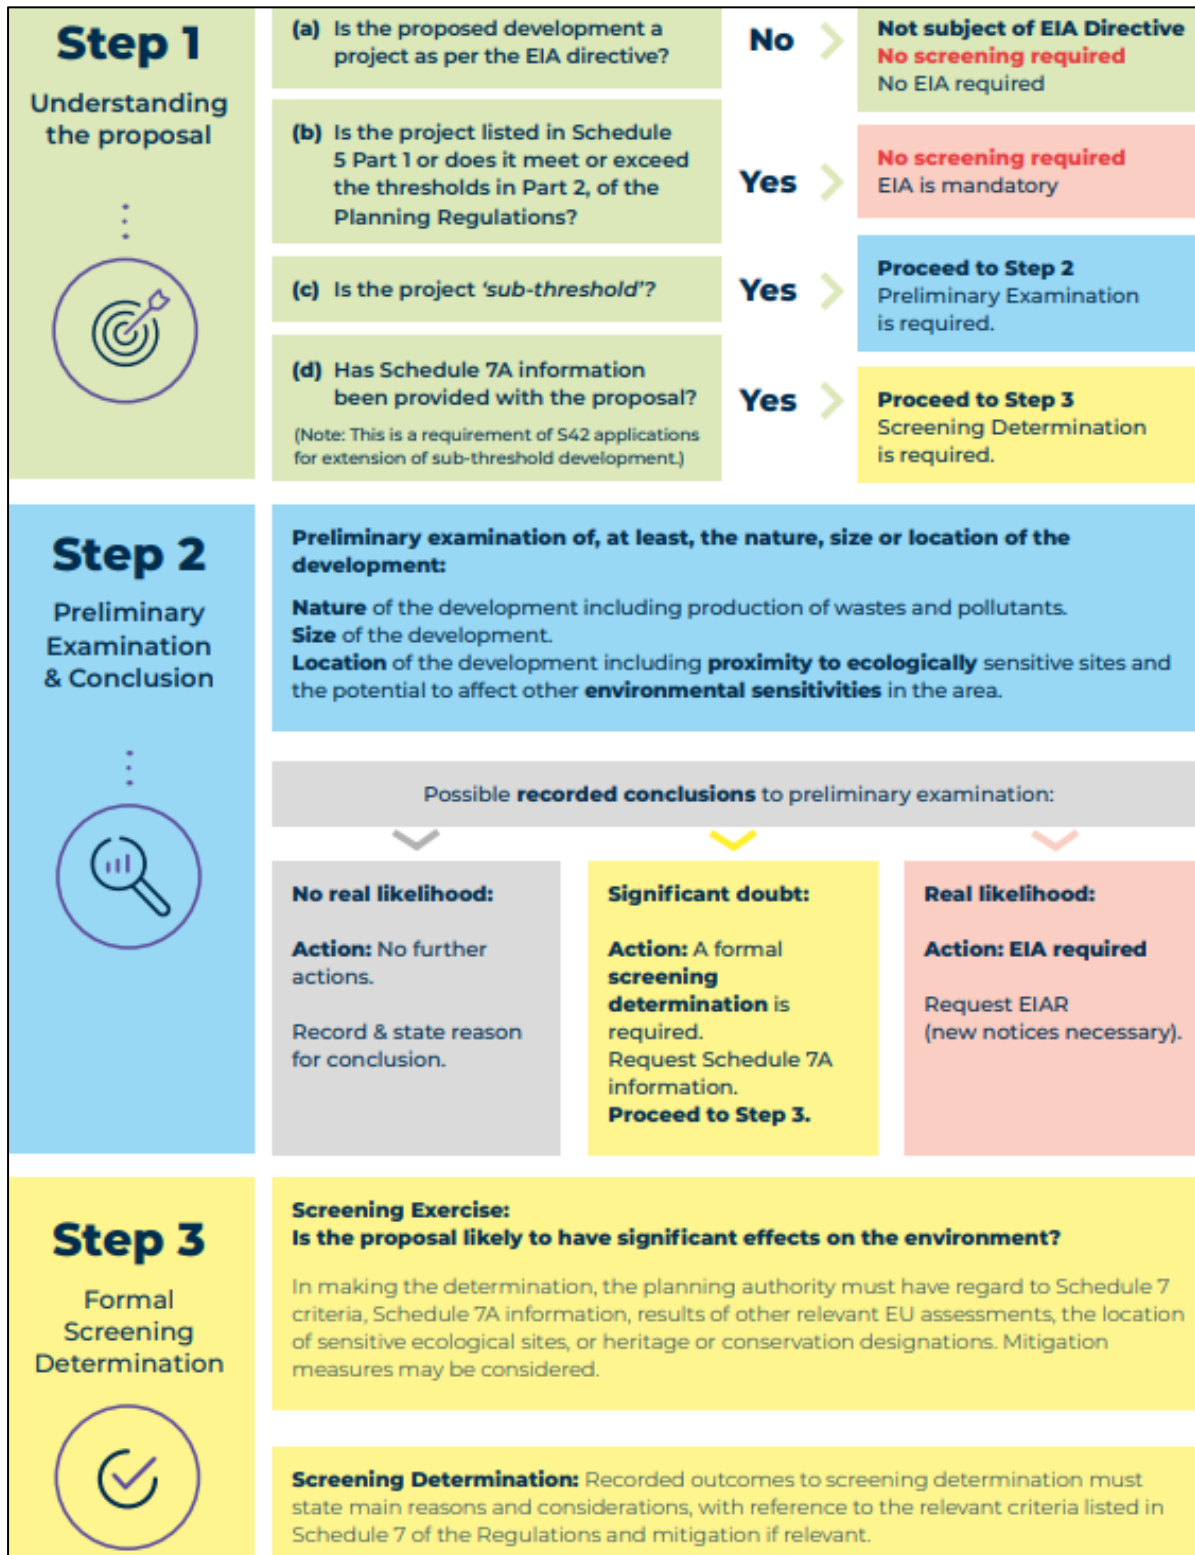 Step 1
Understanding
the proposal
(a) Is the proposed development a
project as per the EIA directive?
No
Not subject of EIA Directive
No screening required
No EIA required
(b) Is the project listed in Schedule
5 Part 1 or does it meet or exceed
the thresholds in Part 2, of the
Planning Regulations?
Yes
No screening required
EIA is mandatory
(c) Is the project ‘sub-threshold’?
Yes
Proceed to Step 2
Preliminary Examination
is required.
(d) Has Schedule 7A information
been provided with the proposal?
(Note: This is a requirement of S42 applications
for extension of sub-threshold development.)
Yes
Proceed to Step 3
Screening Determination
is required.
Step 2
Preliminary
Examination
& Conclusion
Preliminary examination of, at least, the nature, size or location of the
development:
Nature of the development including production of wastes and pollutants.
Size of the development.
Location of the development including proximity to ecologically sensitive sites and
the potential to affect other environmental sensitivities in the area.
Possible recorded conclusions to preliminary examination:
No real likelihood:
Action: No further
actions.
Record & state reason
for conclusion.
Significant doubt:
Action: A formal
screening
determination is
required.
Request Schedule 7A
information.
Proceed to Step 3.
Real likelihood:
Action: EIA required
Request EIAR
(new notices necessary).
Step 3
Formal
Screening
Determination
Screening Exercise:
Is the proposal likely to have significant effects on the environment?
In making the determination, the planning authority must have regard to Schedule 7
criteria, Schedule 7A information, results of other relevant EU assessments, the location
of sensitive ecological sites, or heritage or conservation designations. Mitigation
measures may be considered.
Screening Determination: Recorded outcomes to screening determination must
state main reasons and considerations, with reference to the relevant criteria listed in
Schedule 7 of the Regulations and mitigation if relevant.